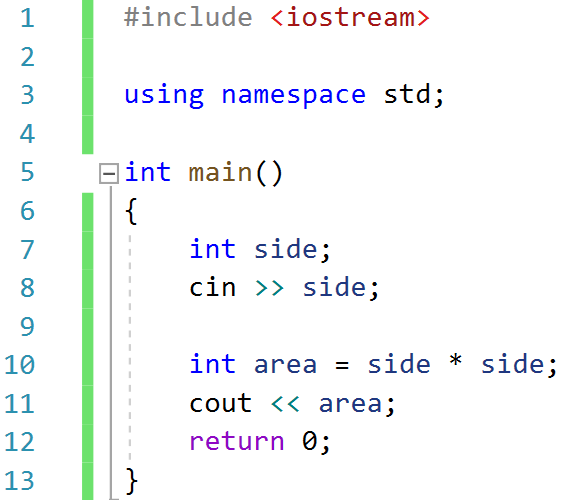 1 #include <iostream>
2
3 using namespace std;
4
5 int main()
6 {
7 int side;
8 cin >> side;
9
10 int area = side * side;
11 cout << area;
12 return 0;
13 }